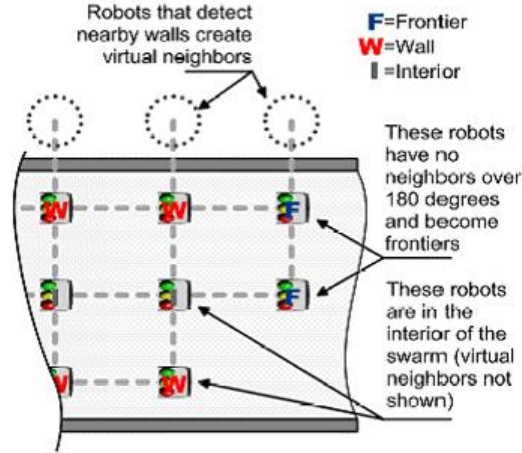 Robots that detect
nearby walls create
virtual neighbors
F=Frontier
W=Wall
I=Interior
These robots
have no
neighbors over
180 degrees
and become
frontiers
W
W
F
I
I
F
These robots
are in the
interior of the
swarm (virtual
neighbors not
shown)
W
W